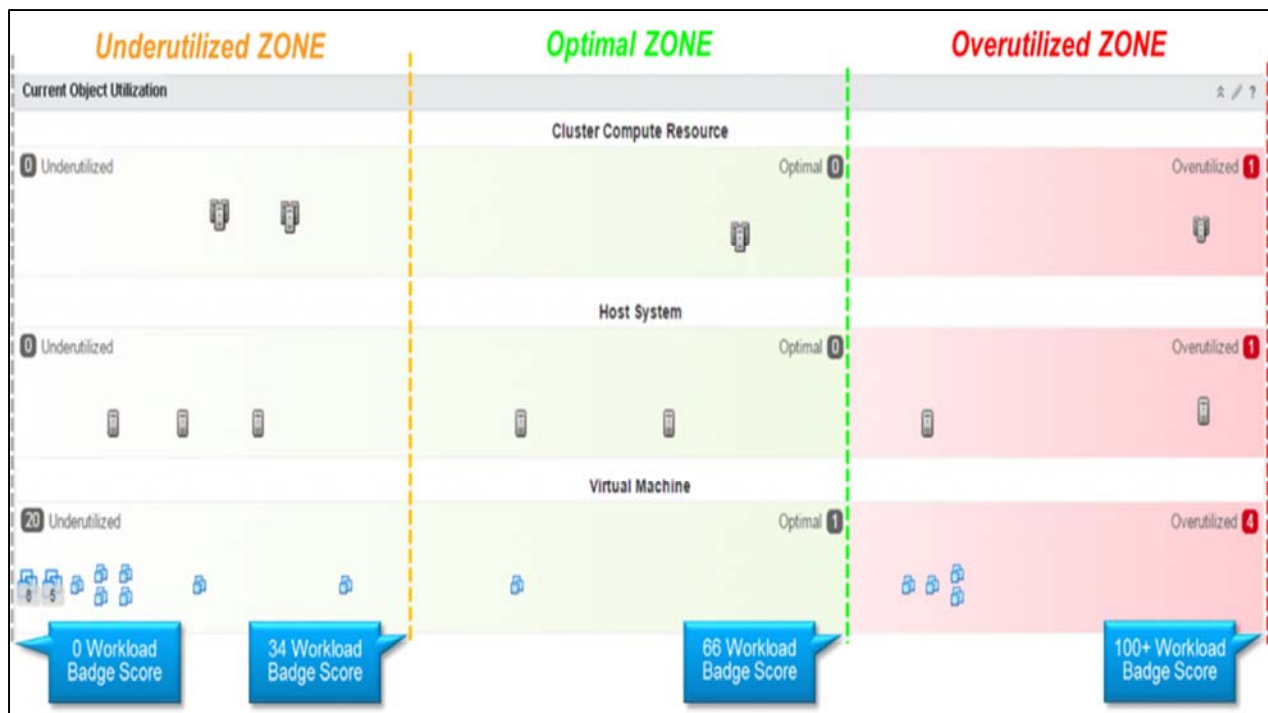 Underutilized ZONE
Optimal ZONE
Overutilized ZONE
Current Object Utilization
?
Cluster Compute Resource
0 Underutilized
Optimal 0
Overutilized 1
Host System
0 Underutilized
Optimal 0
Overutilized 1
Virtual Machine
20 Underutilized
Optimal 1
Overutilized 4
8
5
0 Workload
Badge Score
34 Workload
Badge Score
66 Workload
Badge Score
100+ Workload
Badge Score